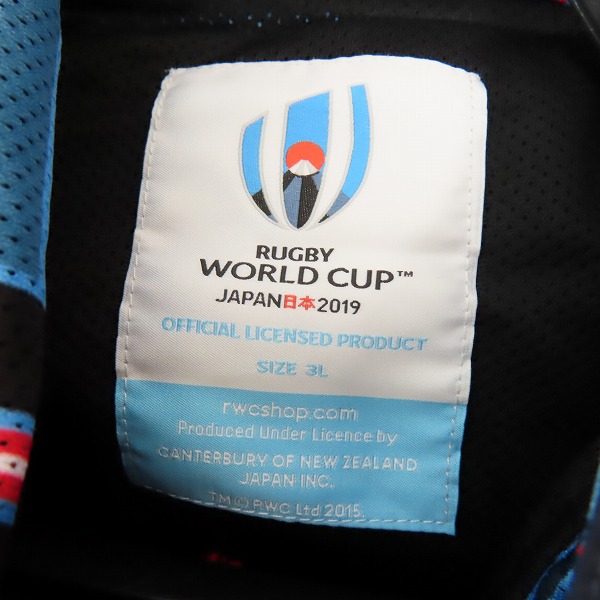 RUGBY
WORLD CUP™
JAPAN日本2019
OFFICIAL LICENSED PRODUCT
SIZE 3L
rwcshop.com
Produced Under Licence by
CANTERBURY OF NEW ZEALAND
JAPAN INC.
TM © RWC Ltd 2015.